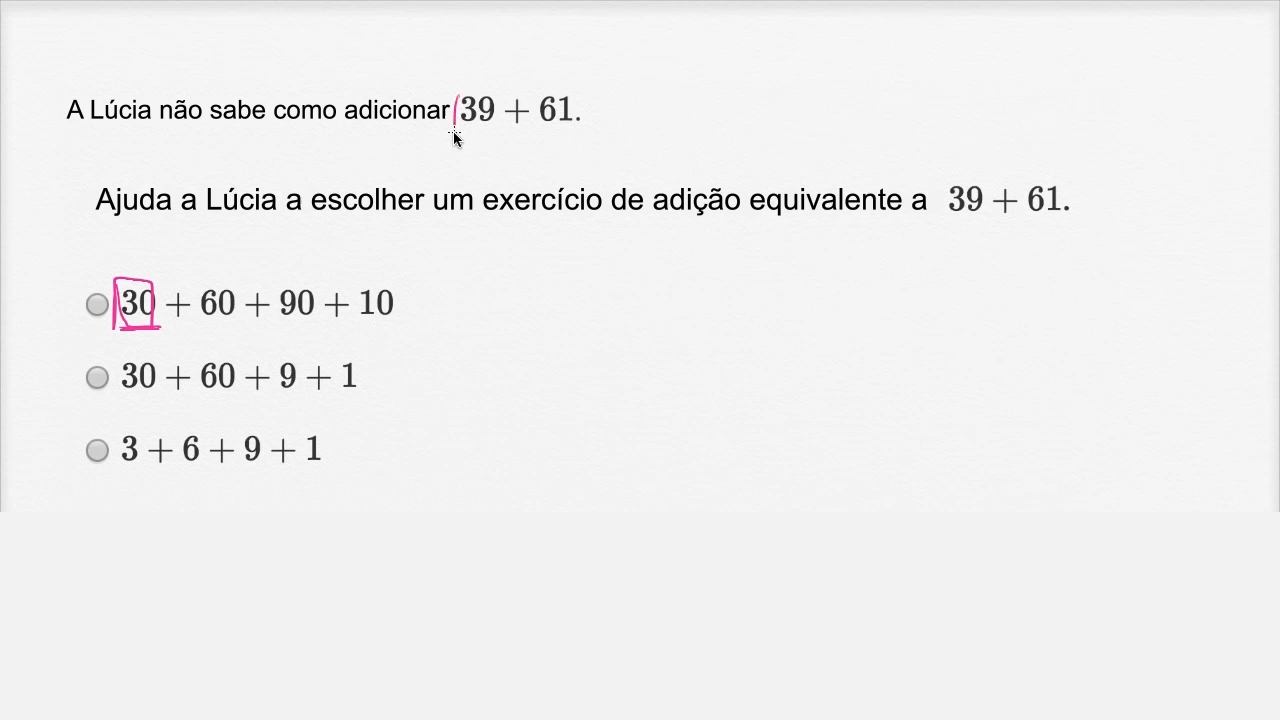 A Lúcia não sabe como adicionar 39 + 61.
Ajuda a Lúcia a escolher um exercício de adição equivalente a 39 + 61.
30 + 60 + 90 + 10
30 + 60 + 9 + 1
3 + 6 + 9 + 1